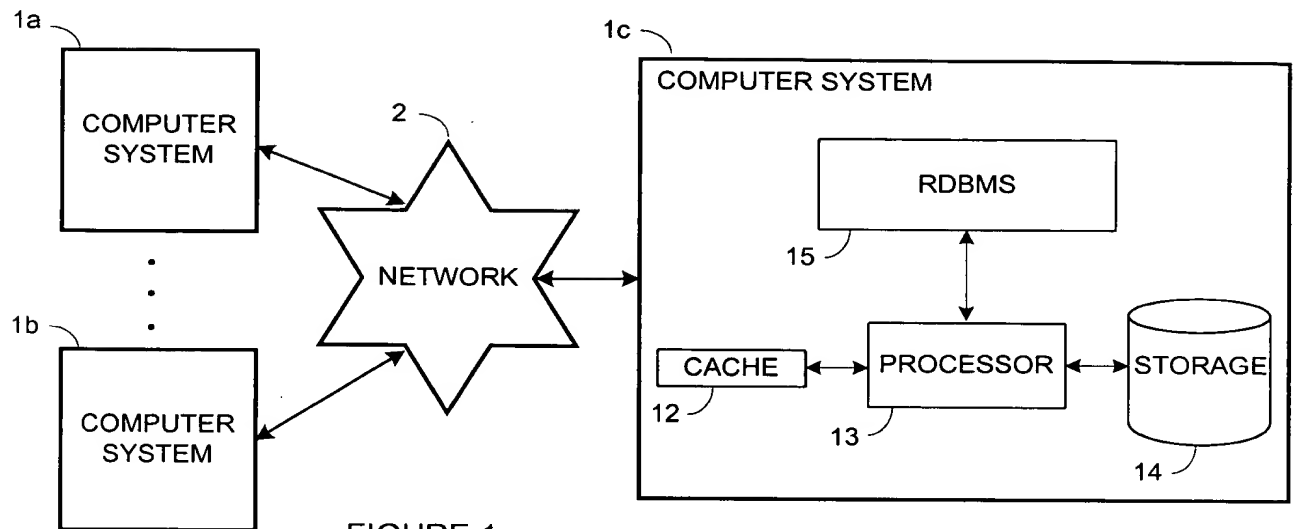 1a
COMPUTER
SYSTEM
1b
COMPUTER
SYSTEM
2
NETWORK
1c
COMPUTER SYSTEM
RDBMS
15
CACHE
12
PROCESSOR
13
STORAGE
14
FIGURE 1